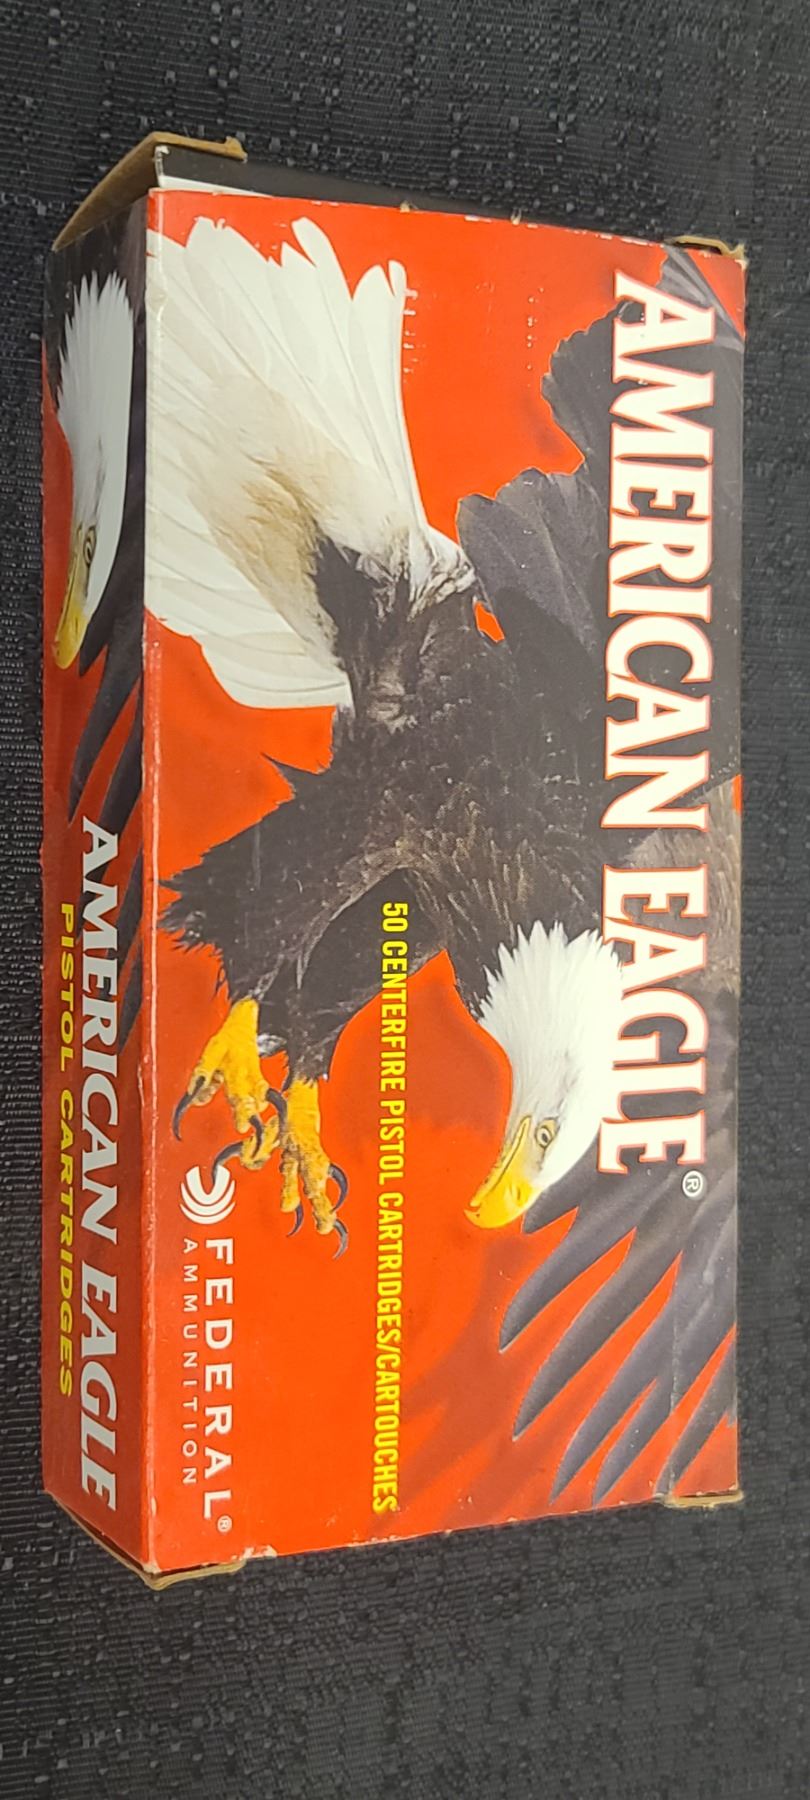 AMERICAN EAGLE®
50 CENTERFIRE PISTOL CARTRIDGES/CARTOUCHES
FEDERAL®
AMMUNITION
AMERICAN EAGLE
PISTOL CARTRIDGES